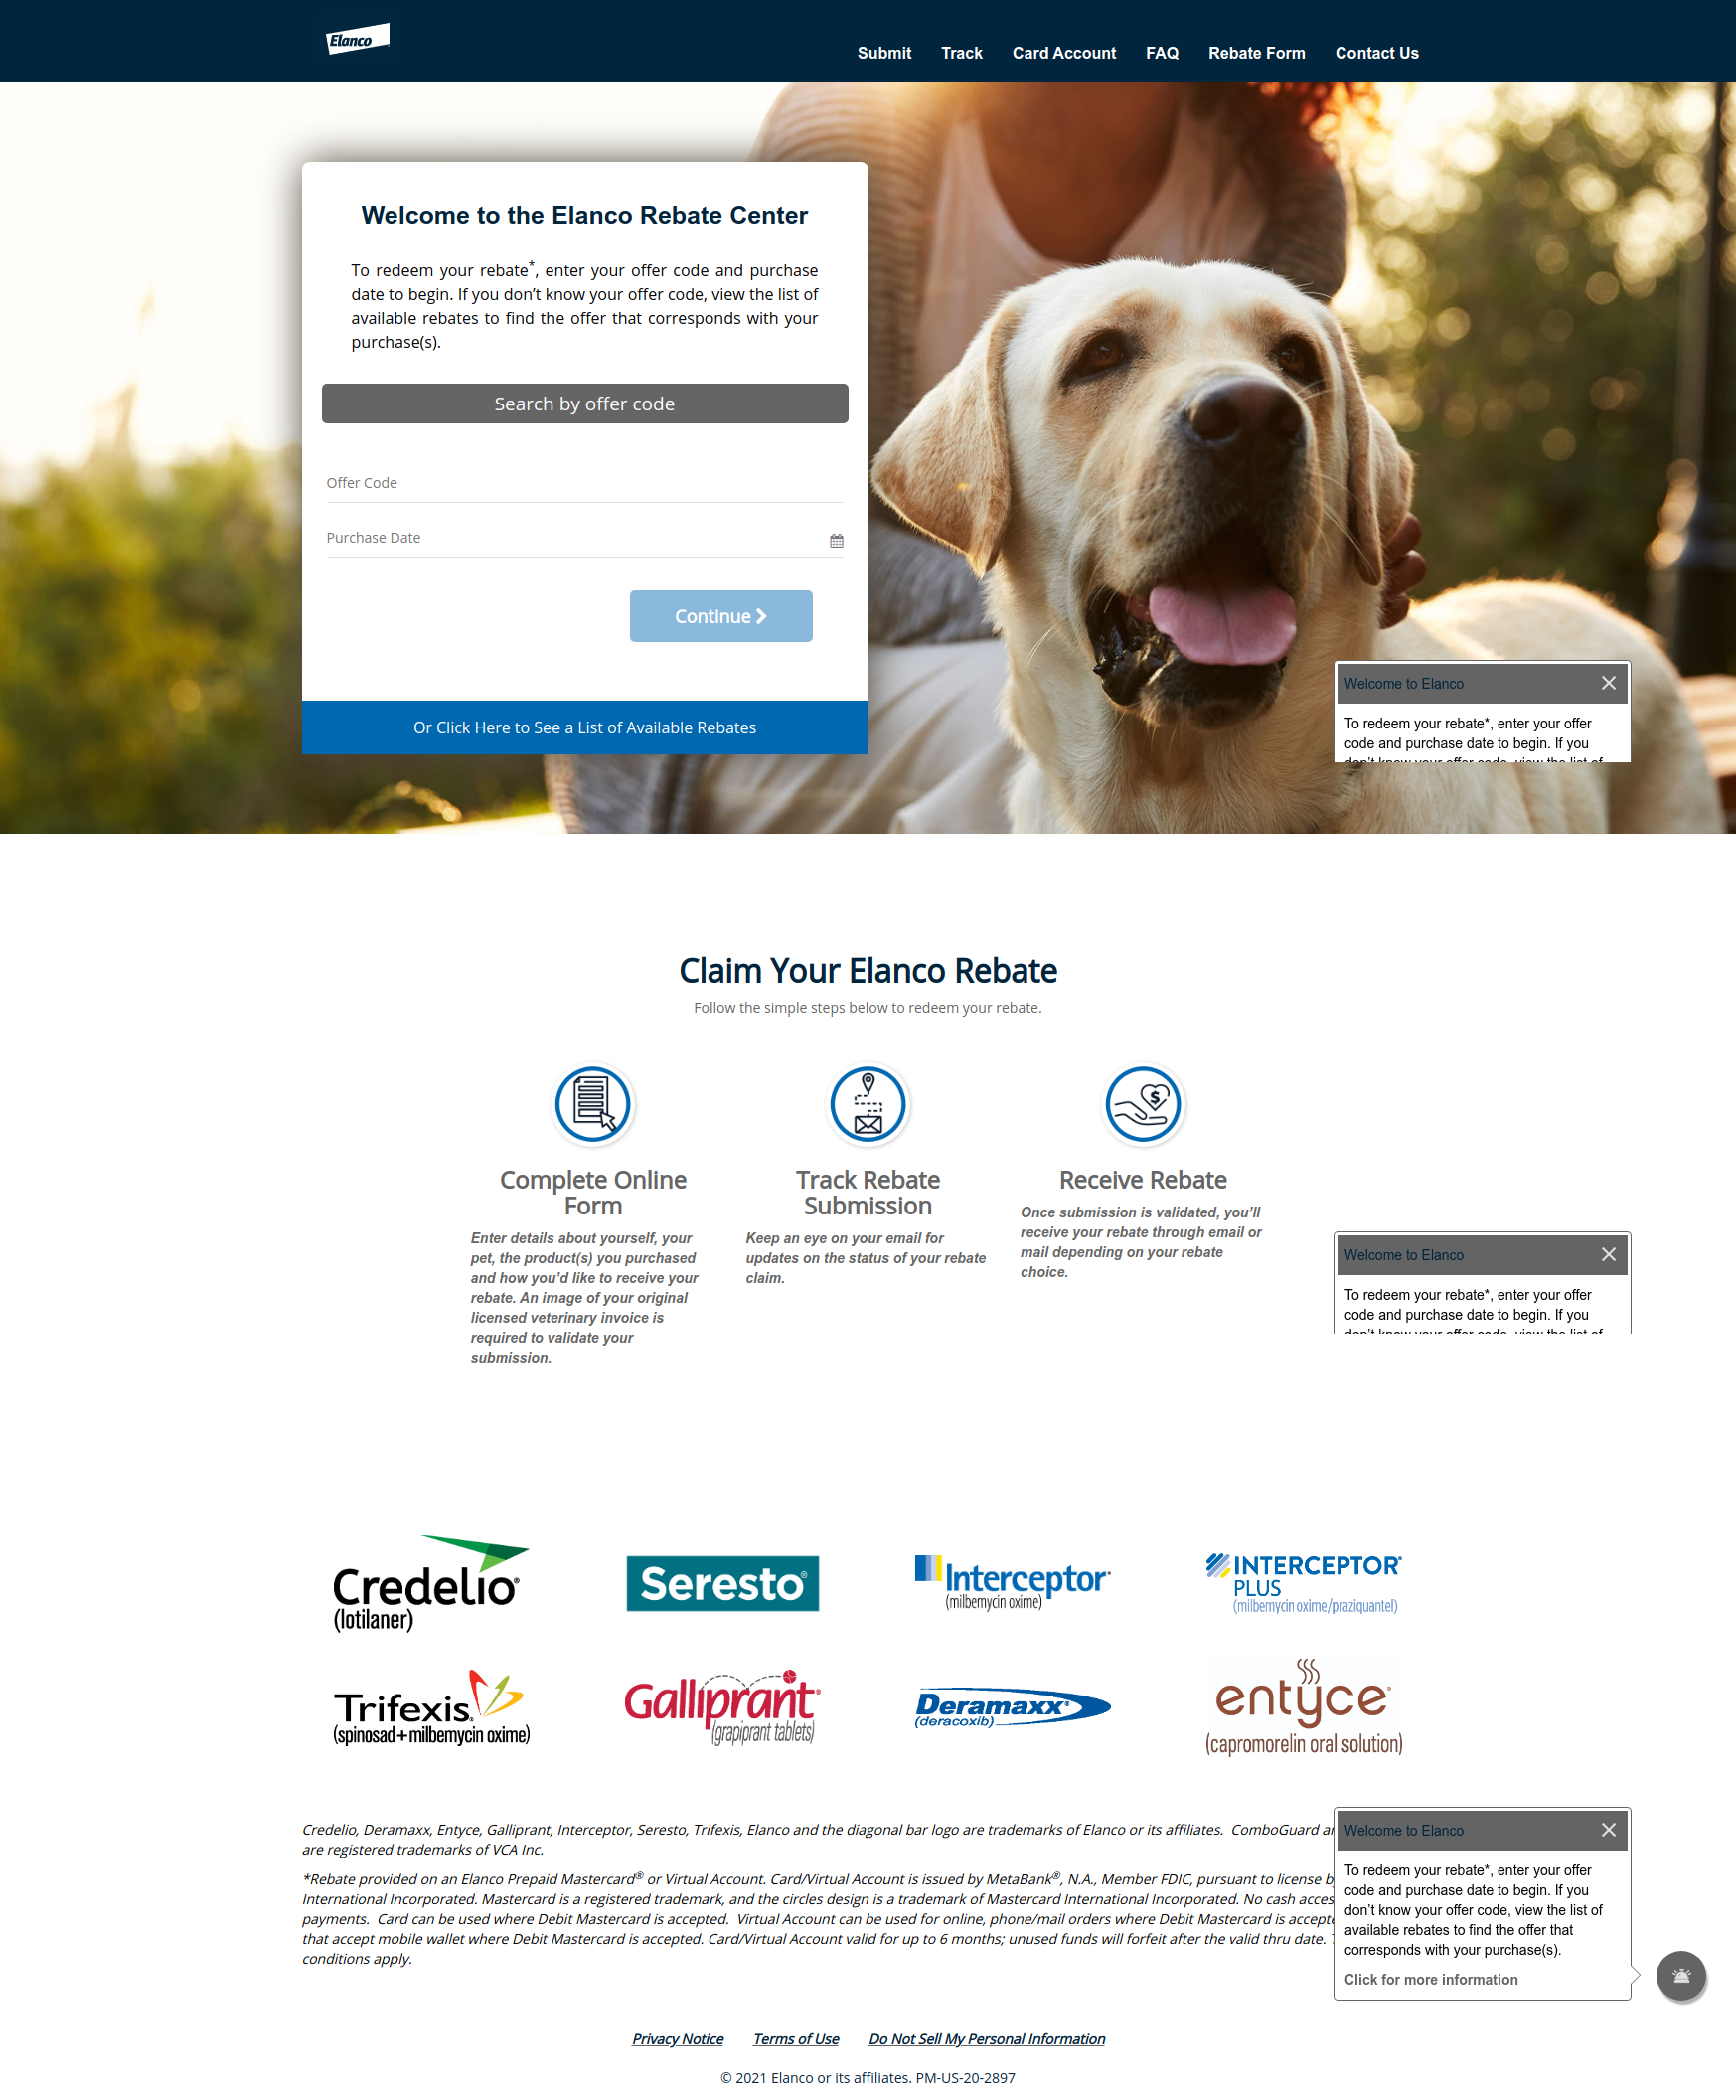 Elanco
Submit Track Card Account FAQ Rebate Form Contact Us
Welcome to the Elanco Rebate Center
To redeem your rebate*, enter your offer code and purchase
date to begin. If you don’t know your offer code, view the list of
available rebates to find the offer that corresponds with your
purchase(s).
Search by offer code
Offer Code
Purchase Date
Continue
Or Click Here to See a List of Available Rebates
Welcome to Elanco
To redeem your rebate*, enter your offer
code and purchase date to begin. If you
don't know your offer code, view the list of
Claim Your Elanco Rebate
Follow the simple steps below to redeem your rebate.
Complete Online
Form
Enter details about yourself, your
pet, the product(s) you purchased
and how you’d like to receive your
rebate. An image of your original
licensed veterinary invoice is
required to validate your
submission.
Track Rebate
Submission
Keep an eye on your email for
updates on the status of your rebate
claim.
Receive Rebate
Once submission is validated, you’ll
receive your rebate through email or
mail depending on your rebate
choice.
Welcome to Elanco
To redeem your rebate*, enter your offer
code and purchase date to begin. If you
don't know your offer code, view the list of
Credelio®
(lotilaner)
Seresto®
Interceptor®
(milbemycin oxime)
INTERCEPTOR®
PLUS
(milbemycin oxime/praziquantel)
Trifexis®
(spinosad+milbemycin oxime)
Galliprant®
(grapiprant tablets)
Deramaxx®
(deracoxib)
entyce®
(capromorelin oral solution)
Credelio, Deramaxx, Entyce, Galliprant, Interceptor, Seresto, Trifexis, Elanco and the diagonal bar logo are trademarks of Elanco or its affiliates. ComboGuard
are registered trademarks of VCA Inc.
*Rebate provided on an Elanco Prepaid Mastercard® or Virtual Account. Card/Virtual Account is issued by MetaBank®, N.A., Member FDIC, pursuant to license
International Incorporated. Mastercard is a registered trademark, and the circles design is a trademark of Mastercard International Incorporated. No cash
payments. Card can be used where Debit Mastercard is accepted. Virtual Account can be used for online, phone/mail orders where Debit Mastercard is
that accept mobile wallet where Debit Mastercard is accepted. Card/Virtual Account valid for up to 6 months; unused funds will forfeit after the valid thru date.
conditions apply.
Welcome to Elanco
To redeem your rebate*, enter your offer
code and purchase date to begin. If you
don’t know your offer code, view the list of
available rebates to find the offer that
corresponds with your purchase(s).
Click for more information
Privacy Notice Terms of Use Do Not Sell My Personal Information
© 2021 Elanco or its affiliates. PM-US-20-2897